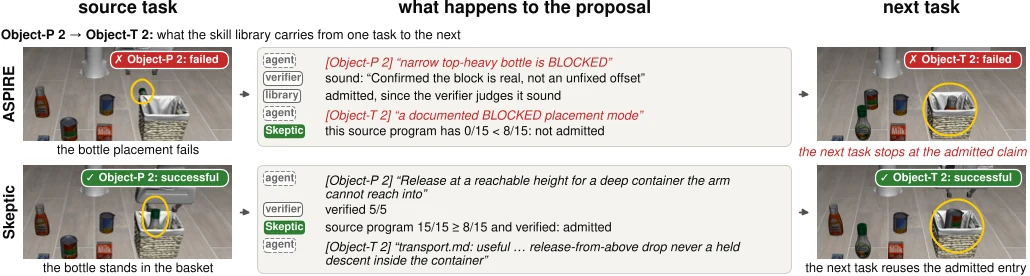 source task
what happens to the proposal
next task
Object-P 2 → Object-T 2: what the skill library carries from one task to the next
ASPIRE
✗ Object-P 2: failed
the bottle placement fails
agent [Object-P 2] “narrow top-heavy bottle is BLOCKED”
verifier sound: “Confirmed the block is real, not an unfixed offset”
library admitted, since the verifier judges it sound
agent [Object-T 2] “a documented BLOCKED placement mode”
Skeptic this source program has 0/15 < 8/15: not admitted
✗ Object-T 2: failed
the next task stops at the admitted claim
Skeptic
✓ Object-P 2: successful
the bottle stands in the basket
agent [Object-P 2] “Release at a reachable height for a deep container the arm
cannot reach into”
verifier verified 5/5
Skeptic source program 15/15 ≥ 8/15 and verified: admitted
agent [Object-T 2] “transport.md: useful … release-from-above drop never a held
descent inside the container”
✓ Object-T 2: successful
the next task reuses the admitted entry